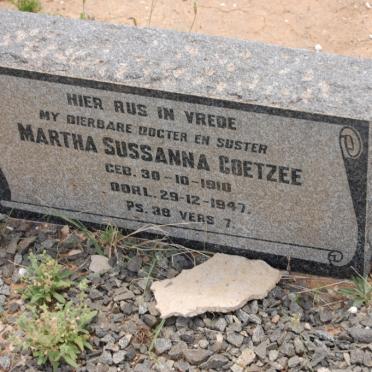 HIER RUS IN VREDE
MY DIERBARE DOGTER EN SUSTER
MARTHA SUSSANNA COETZEE
GEB. 30-10-1910
OORL. 29-12-1947.
PS. 39 VERS 7.